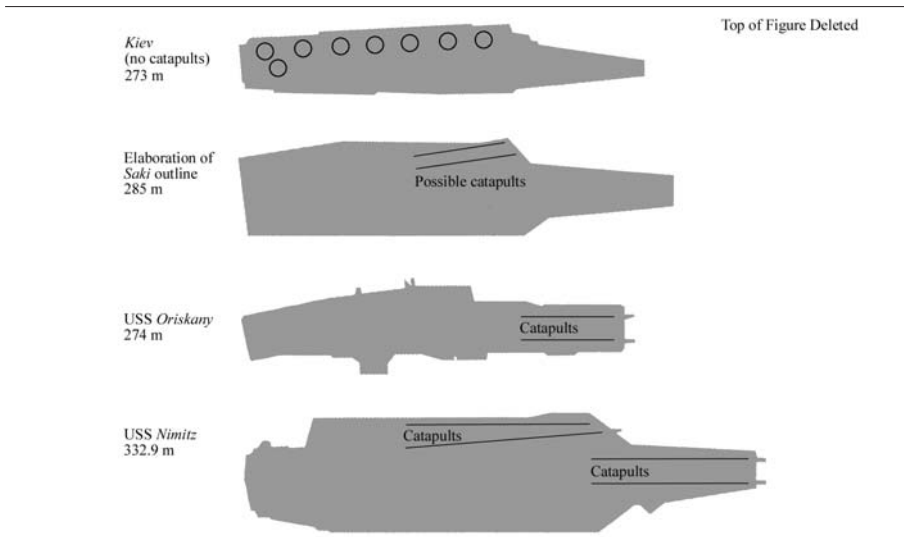 Top of Figure Deleted
Kiev
(no catapults)
273 m
Elaboration of
Saki outline
285 m
Possible catapults
USS Oriskany
274 m
Catapults
USS Nimitz
332.9 m
Catapults
Catapults